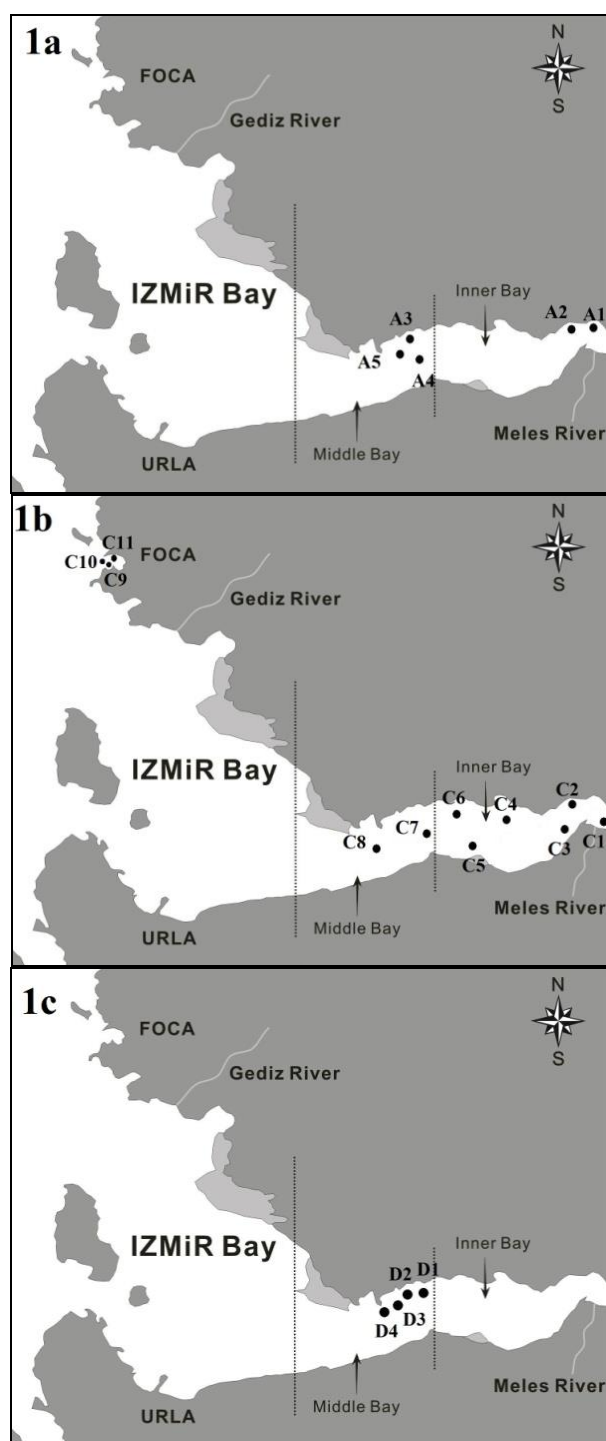 1a
N
S
FOCA
Gediz River
IZMiR Bay
Inner Bay
A2
A1
A3
A5
A4
Meles River
URLA
Middle Bay
1b
N
S
C11
FOCA
C10
C9
Gediz River
IZMiR Bay
Inner Bay
C6
C4
C2
C7
C3
C1
C8
C5
Meles River
URLA
Middle Bay
1c
N
S
FOCA
Gediz River
IZMiR Bay
Inner Bay
D2
D1
D3
D4
Meles River
URLA
Middle Bay